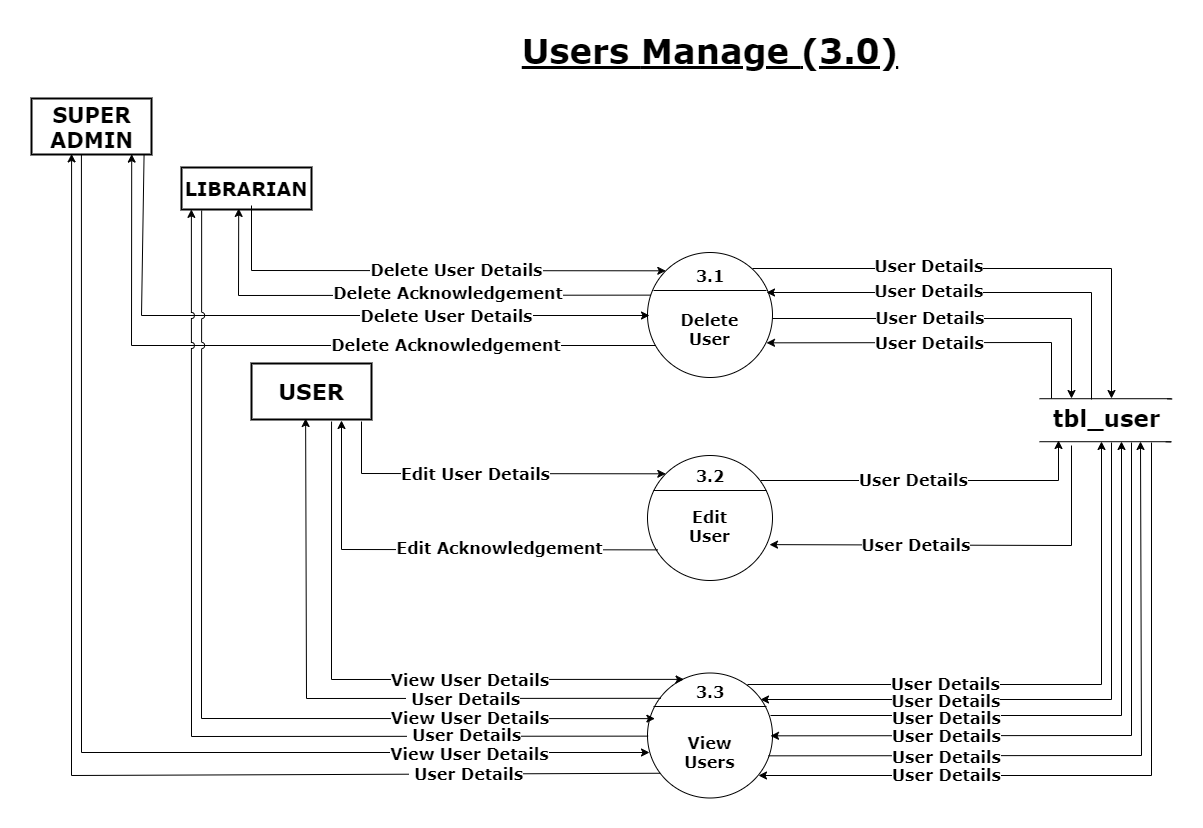 Users Manage (3.0)
SUPER
ADMIN
LIBRARIAN
Delete User Details
3.1
User Details
Delete Acknowledgement
User Details
Delete User Details
Delete
User
User Details
Delete Acknowledgement
User Details
USER
tbl_user
Edit User Details
3.2
User Details
Edit
User
Edit Acknowledgement
User Details
View User Details
3.3
User Details
User Details
User Details
View User Details
User Details
User Details
View
Users
User Details
View User Details
User Details
User Details
User Details